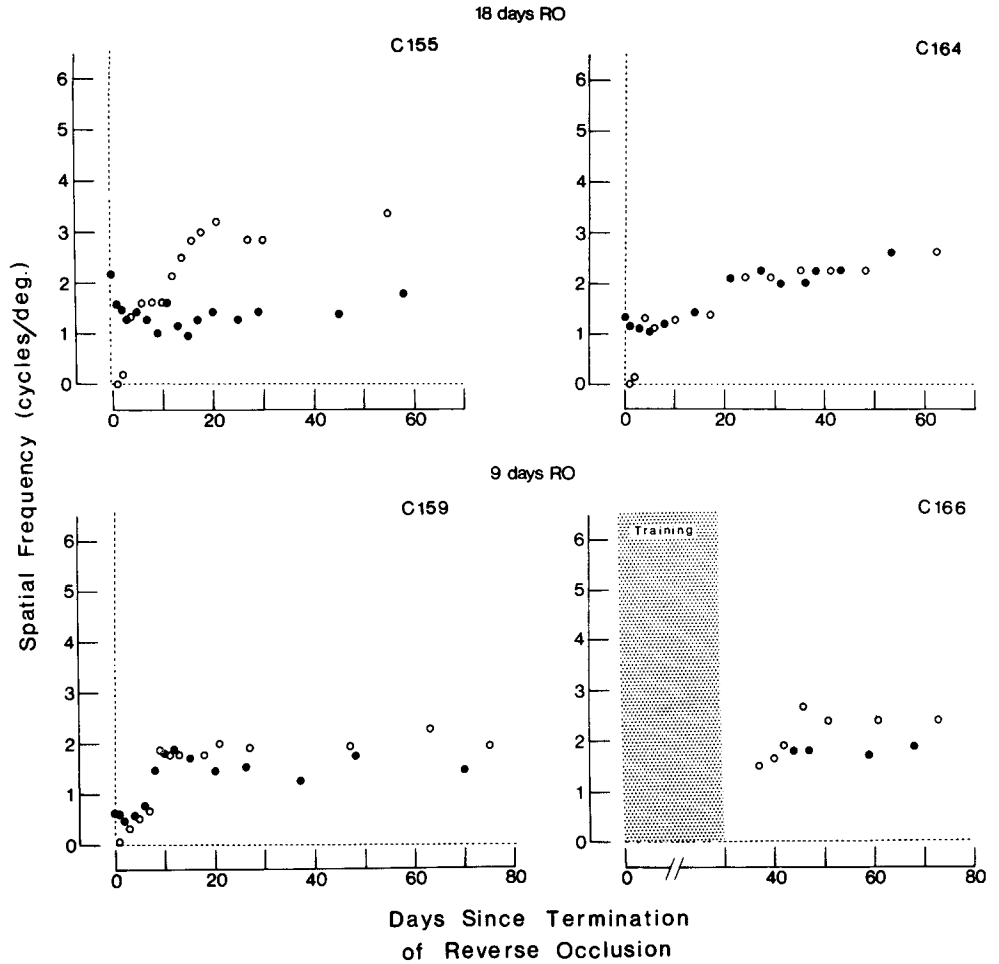 18 days RO
C155
C164
6
5
4
3
2
1
0
0 20 40 60
6
5
4
3
2
1
0
0 20 40 60
9 days RO
C159
C166
6
5
4
3
2
1
0
0 20 40 60 80
Training
6
5
4
3
2
1
0
0 // 40 60 80
Spatial Frequency (cycles/deg.)
Days Since Termination
of Reverse Occlusion